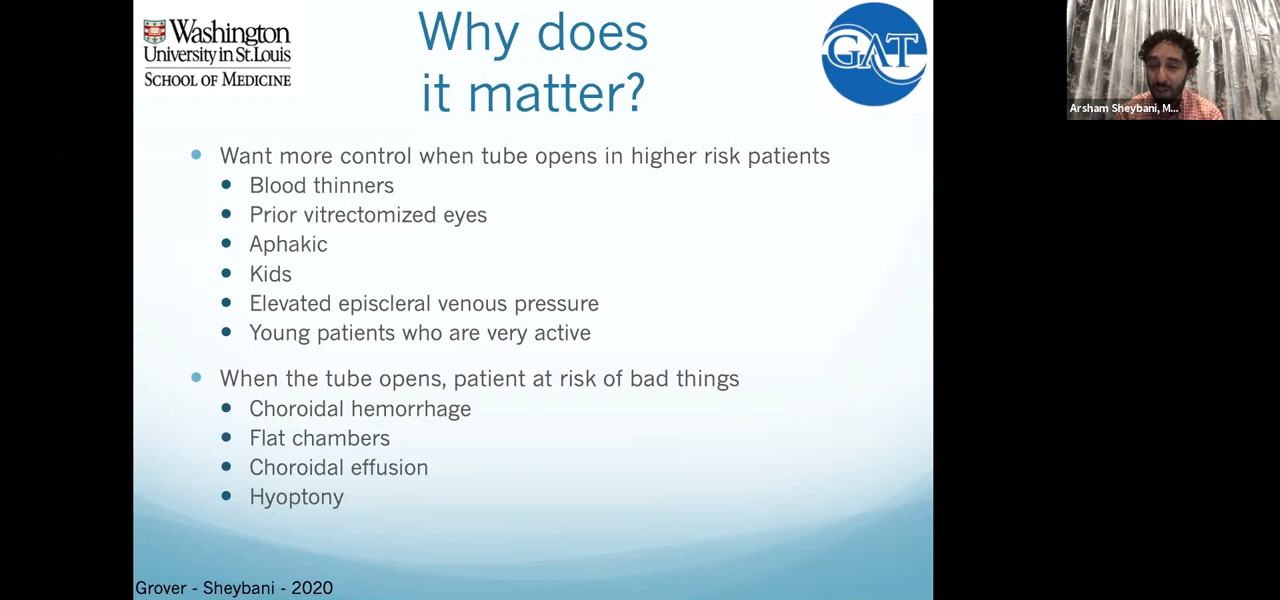 Washington
University in St. Louis
SCHOOL OF MEDICINE
Why does
it matter?
GAT
Arsham Sheybani, M...
Want more control when tube opens in higher risk patients
Blood thinners
Prior vitrectomized eyes
Aphakic
Kids
Elevated episcleral venous pressure
Young patients who are very active
When the tube opens, patient at risk of bad things
Choroidal hemorrhage
Flat chambers
Choroidal effusion
Hyoptony
Grover - Sheybani - 2020